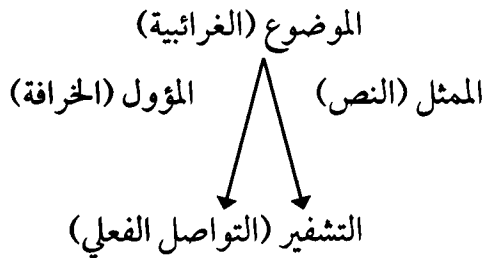 الموضوع (الغرائبية)
الممثل (النص) المؤول (الخرافة)
التشفير (التواصل الفعلي)